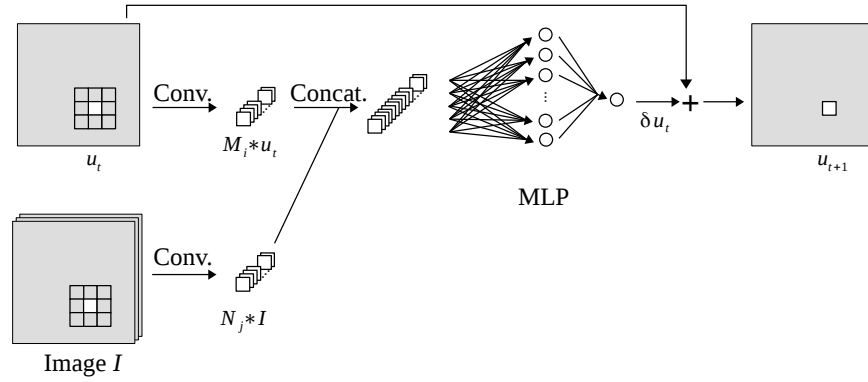 Conv.
Concat.
u_t
M_i*u_t
δu_t
+
u_{t+1}
MLP
Conv.
N_j*I
Image I